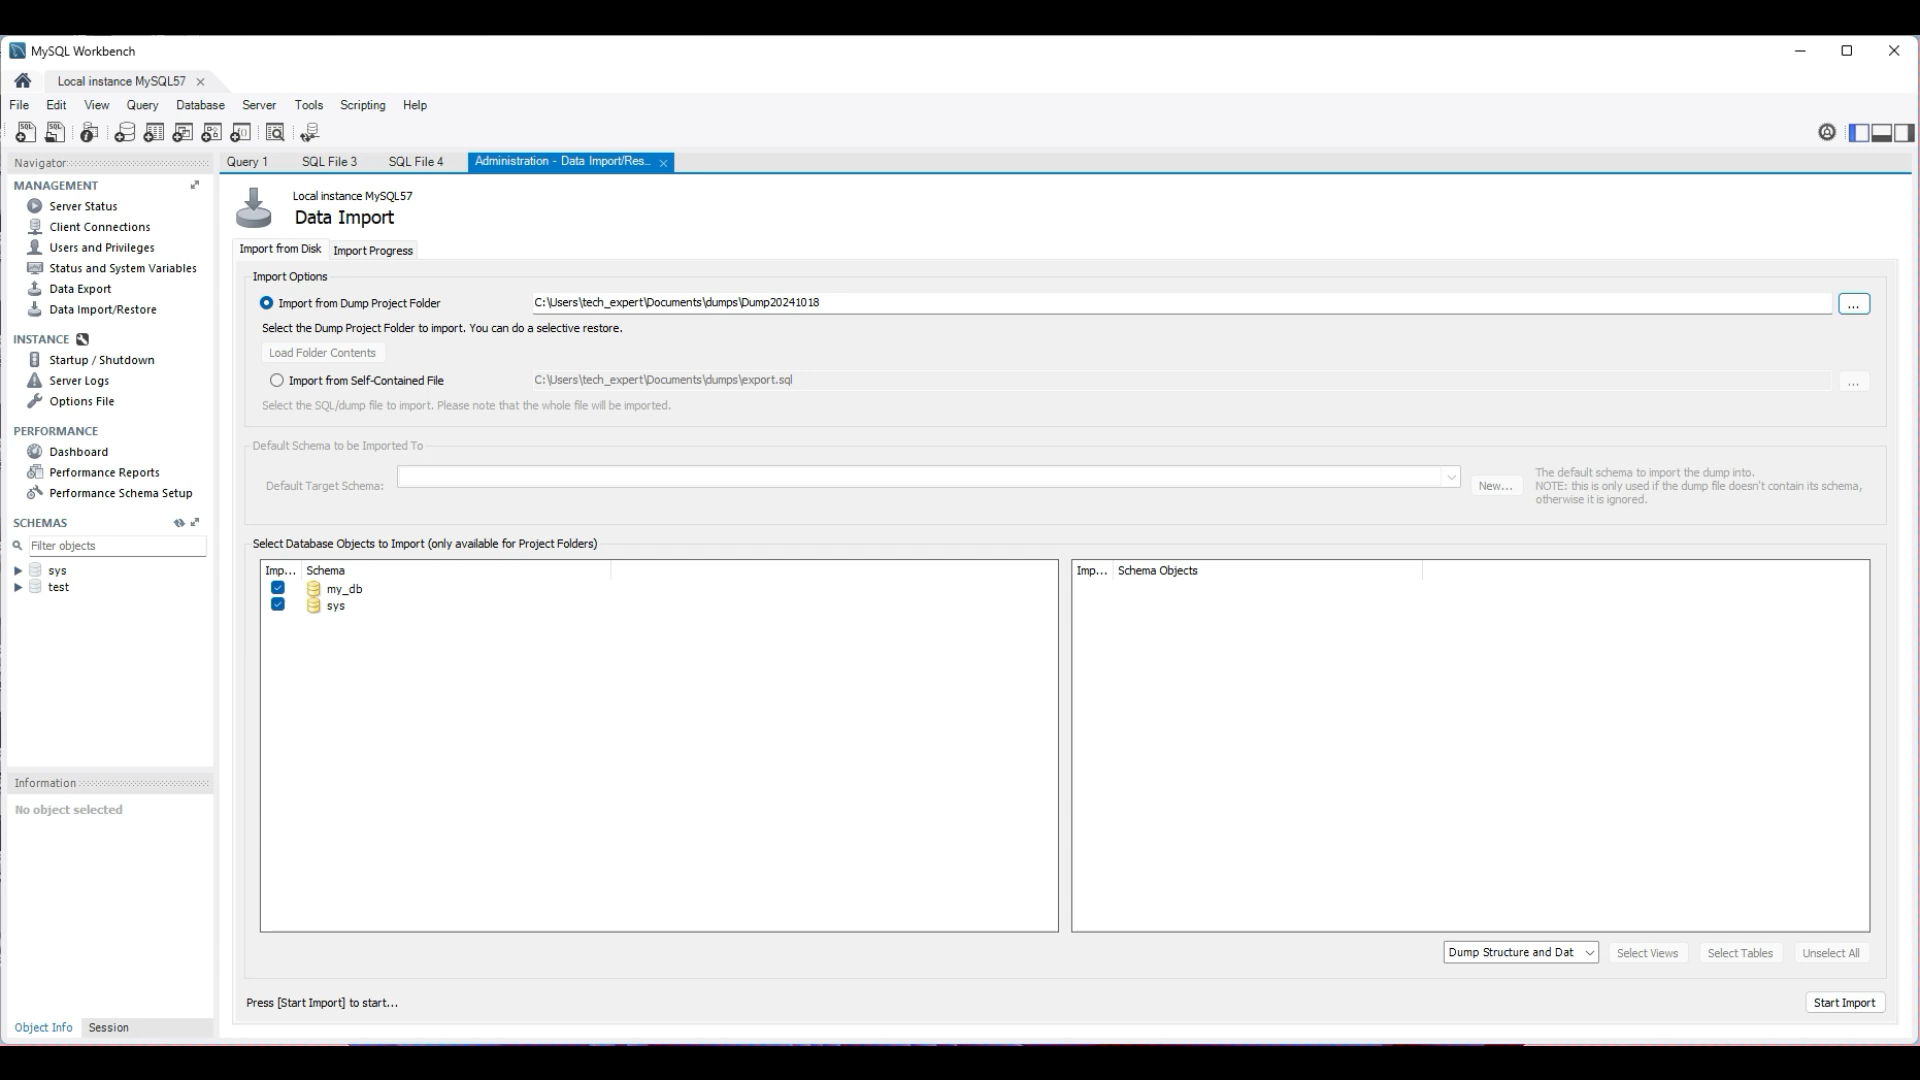 MySQL Workbench
Local instance MySQL57
File Edit View Query Database Server Tools Scripting Help
Navigator
MANAGEMENT
Server Status
Client Connections
Users and Privileges
Status and System Variables
Data Export
Data Import/Restore
INSTANCE
Startup / Shutdown
Server Logs
Options File
PERFORMANCE
Dashboard
Performance Reports
Performance Schema Setup
SCHEMAS
Filter objects
sys
test
Information
No object selected
Object Info Session
Query 1 SQL File 3 SQL File 4 Administration - Data Import/Res...
Local instance MySQL57
Data Import
Import from Disk Import Progress
Import Options
Import from Dump Project Folder C:\Users\tech_expert\Documents\dumps\Dump20241018 ...
Select the Dump Project Folder to import. You can do a selective restore.
Load Folder Contents
Import from Self-Contained File C:\Users\tech_expert\Documents\dumps\export.sql ...
Select the SQL/dump file to import. Please note that the whole file will be imported.
Default Schema to be Imported To
Default Target Schema: New...
The default schema to import the dump into.
NOTE: this is only used if the dump file doesn't contain its schema,
otherwise it is ignored.
Select Database Objects to Import (only available for Project Folders)
Imp... Schema
my_db
sys
Imp... Schema Objects
Dump Structure and Dat Select Views Select Tables Unselect All
Press [Start Import] to start... Start Import